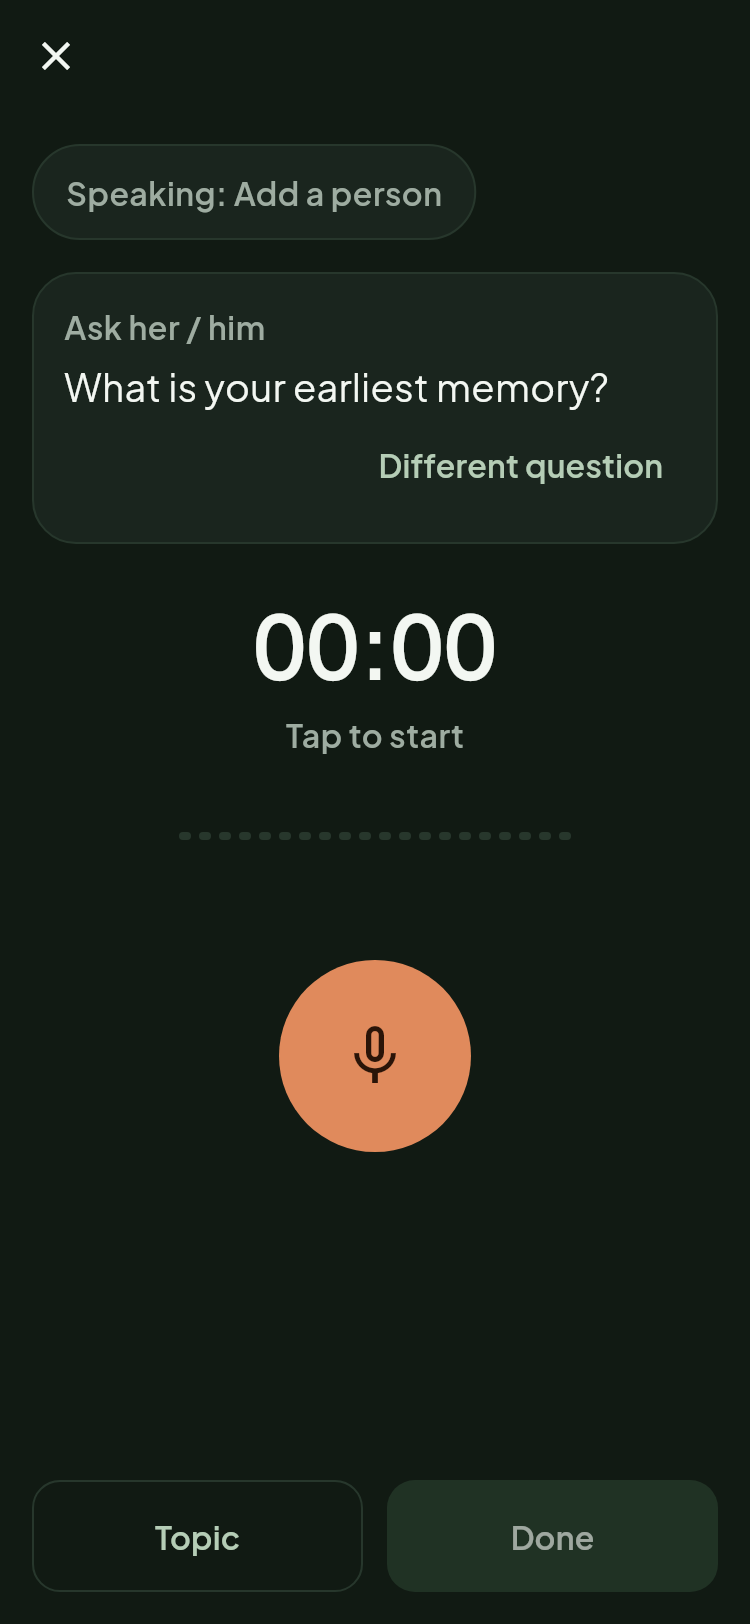 Speaking: Add a person
Ask her / him
What is your earliest memory?
Different question
00:00
Tap to start
Topic
Done